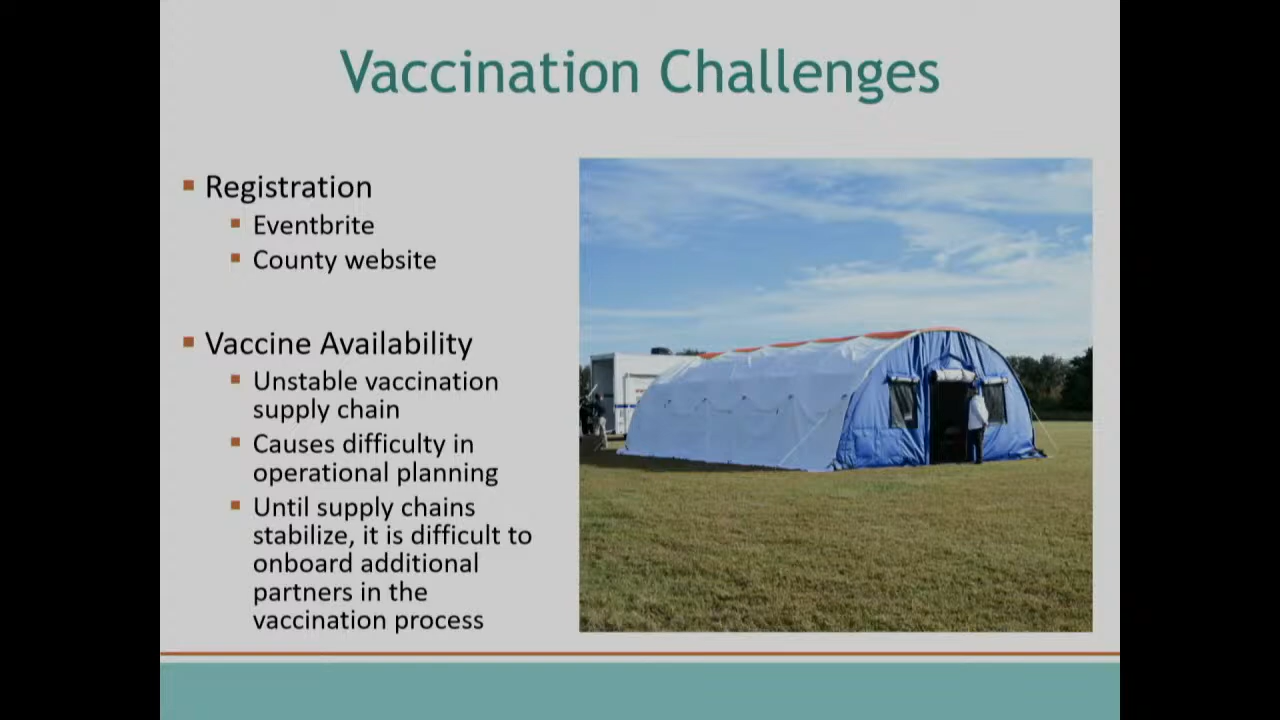 Vaccination Challenges
Registration
Eventbrite
County website
Vaccine Availability
Unstable vaccination
supply chain
Causes difficulty in
operational planning
Until supply chains
stabilize, it is difficult to
onboard additional
partners in the
vaccination process